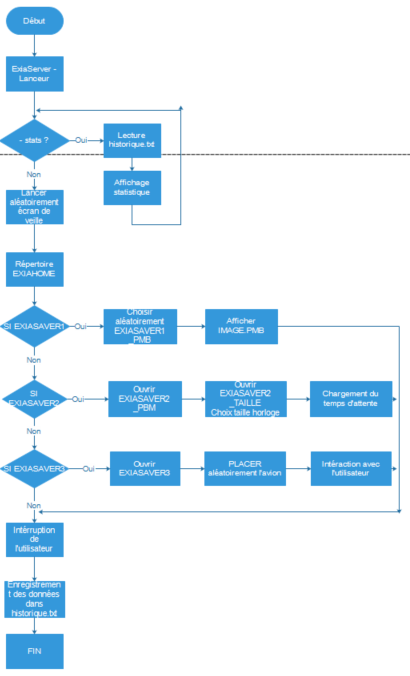 Début
ExiaServer -
Lanceur
- stats ?
Oui
Lecture
historique.txt
Affichage
statistique
Non
Lancer
aléatoirement
écran de
veille
Répertoire
EXIAHOME
SI EXIASAVER1
Oui
Choisir
aléatoirement
EXIASAVER1
_PMB
Afficher
IMAGE.PMB
Non
SI
EXIASAVER2
Oui
Ouvrir
EXIASAVER2
_PBM
Ouvrir
EXIASAVER2
_TAILLE
Choix taille horloge
Chargement du
temps d'attente
Non
SI EXIASAVER3
Oui
Ouvrir
EXIASAVER3
PLACER
aléatoirement l'avion
Intéraction avec
l'utilisateur
Non
Intérruption
de
l'utilisateur
Enregistremen
t des données
dans
historique.txt
FIN